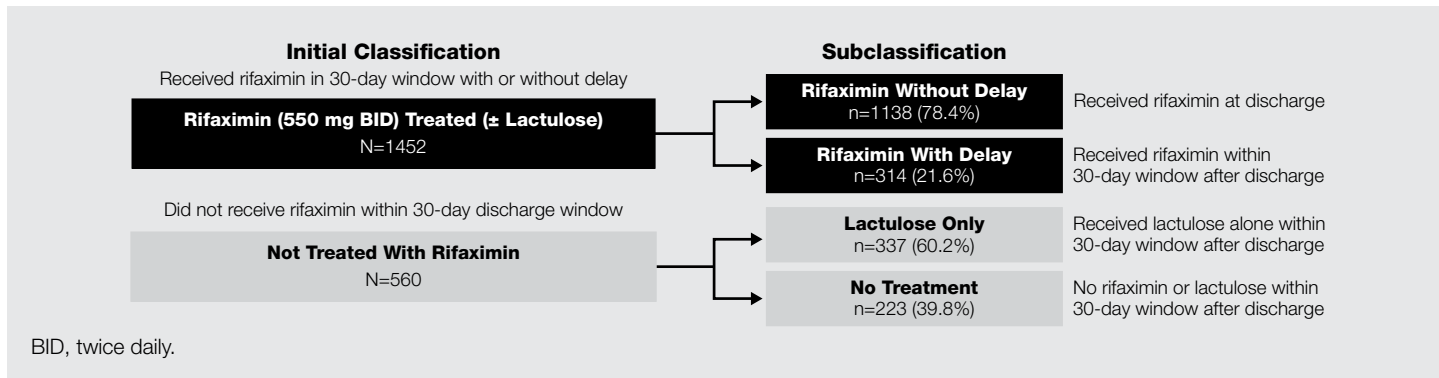 Initial Classification
Received rifaximin in 30-day window with or without delay
Rifaximin (550 mg BID) Treated (± Lactulose)
N=1452
Did not receive rifaximin within 30-day discharge window
Not Treated With Rifaximin
N=560
Subclassification
Rifaximin Without Delay
n=1138 (78.4%)
Received rifaximin at discharge
Rifaximin With Delay
n=314 (21.6%)
Received rifaximin within
30-day window after discharge
Lactulose Only
n=337 (60.2%)
Received lactulose alone within
30-day window after discharge
No Treatment
n=223 (39.8%)
No rifaximin or lactulose within
30-day window after discharge
BID, twice daily.